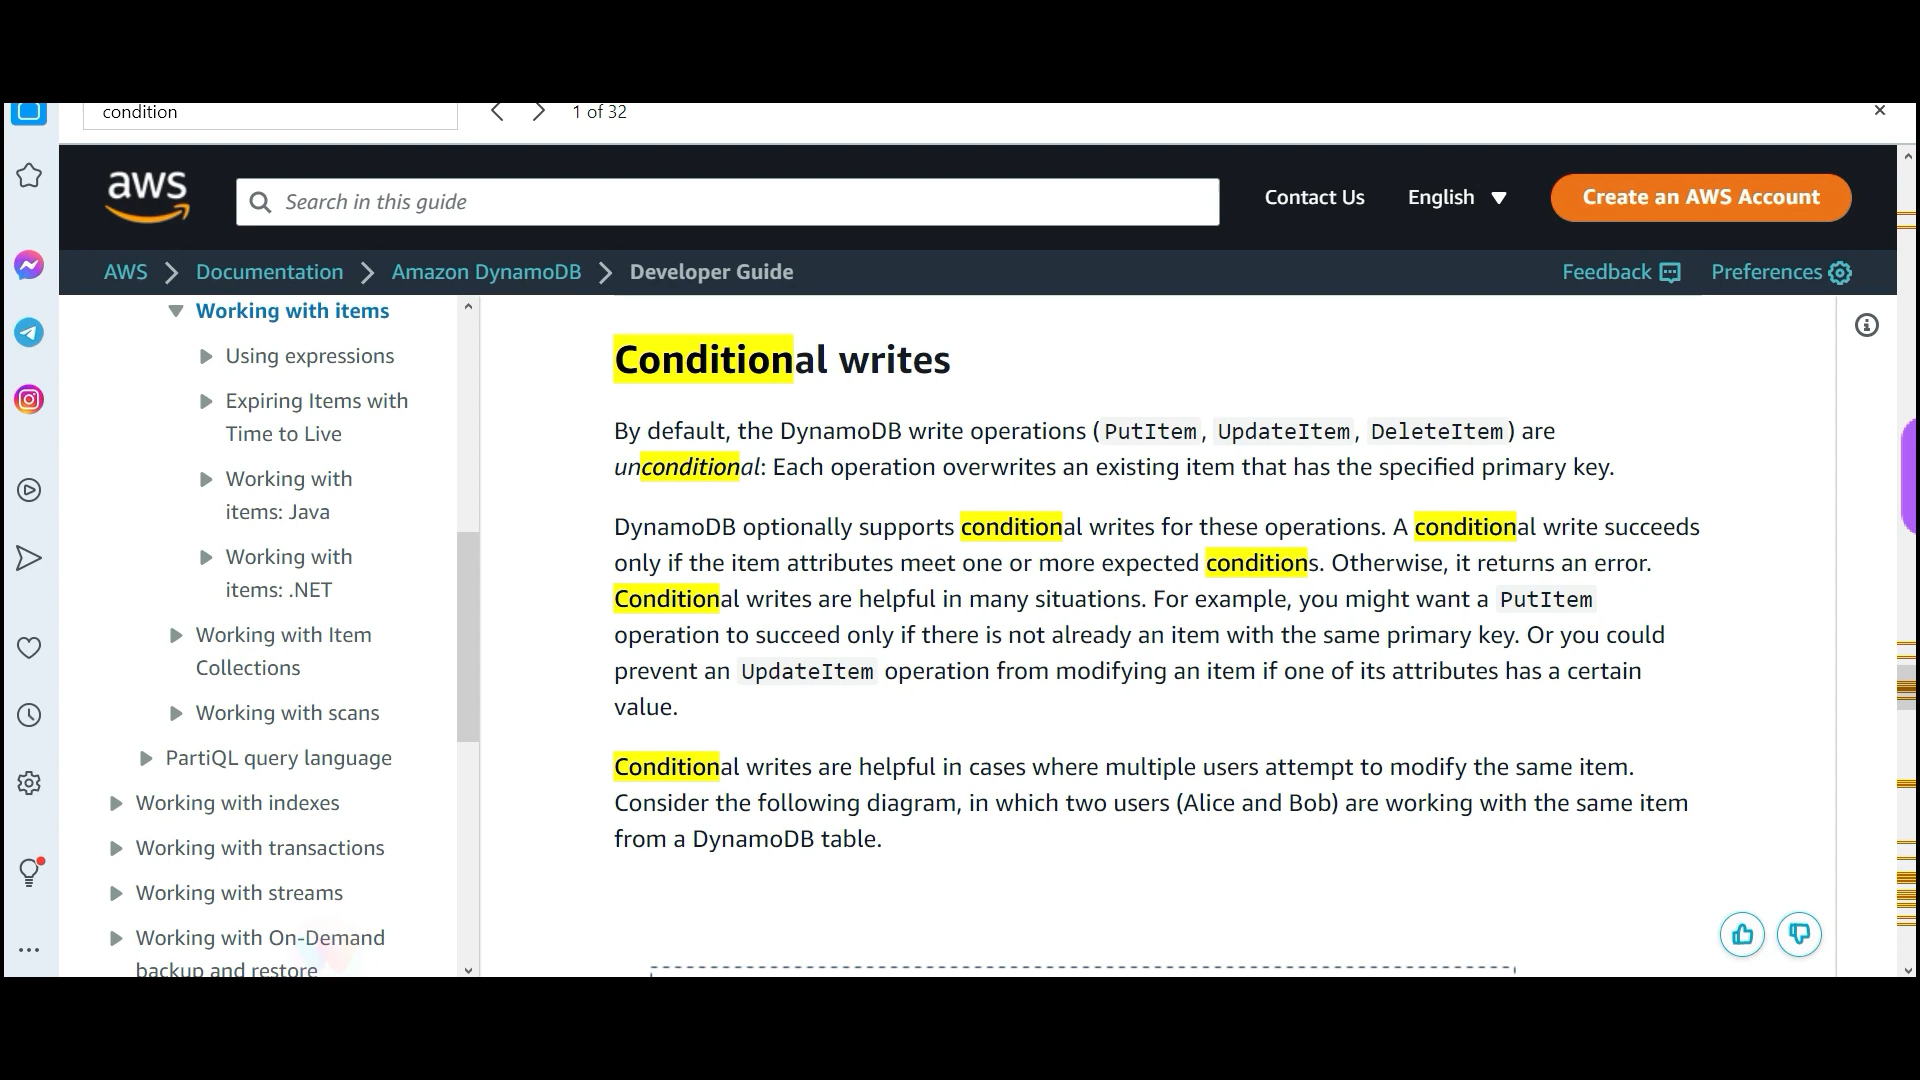 condition
1 of 32
aws
Search in this guide
Contact Us
English
Create an AWS Account
AWS
Documentation
Amazon DynamoDB
Developer Guide
Feedback
Preferences
Working with items
Using expressions
Expiring Items with
Time to Live
Working with
items: Java
Working with
items: .NET
Working with Item
Collections
Working with scans
PartiQL query language
Working with indexes
Working with transactions
Working with streams
Working with On-Demand
backup and restore
Conditional writes
By default, the DynamoDB write operations (PutItem, UpdateItem, DeleteItem) are
unconditional: Each operation overwrites an existing item that has the specified primary key.
DynamoDB optionally supports conditional writes for these operations. A conditional write succeeds
only if the item attributes meet one or more expected conditions. Otherwise, it returns an error.
Conditional writes are helpful in many situations. For example, you might want a PutItem
operation to succeed only if there is not already an item with the same primary key. Or you could
prevent an UpdateItem operation from modifying an item if one of its attributes has a certain
value.
Conditional writes are helpful in cases where multiple users attempt to modify the same item.
Consider the following diagram, in which two users (Alice and Bob) are working with the same item
from a DynamoDB table.